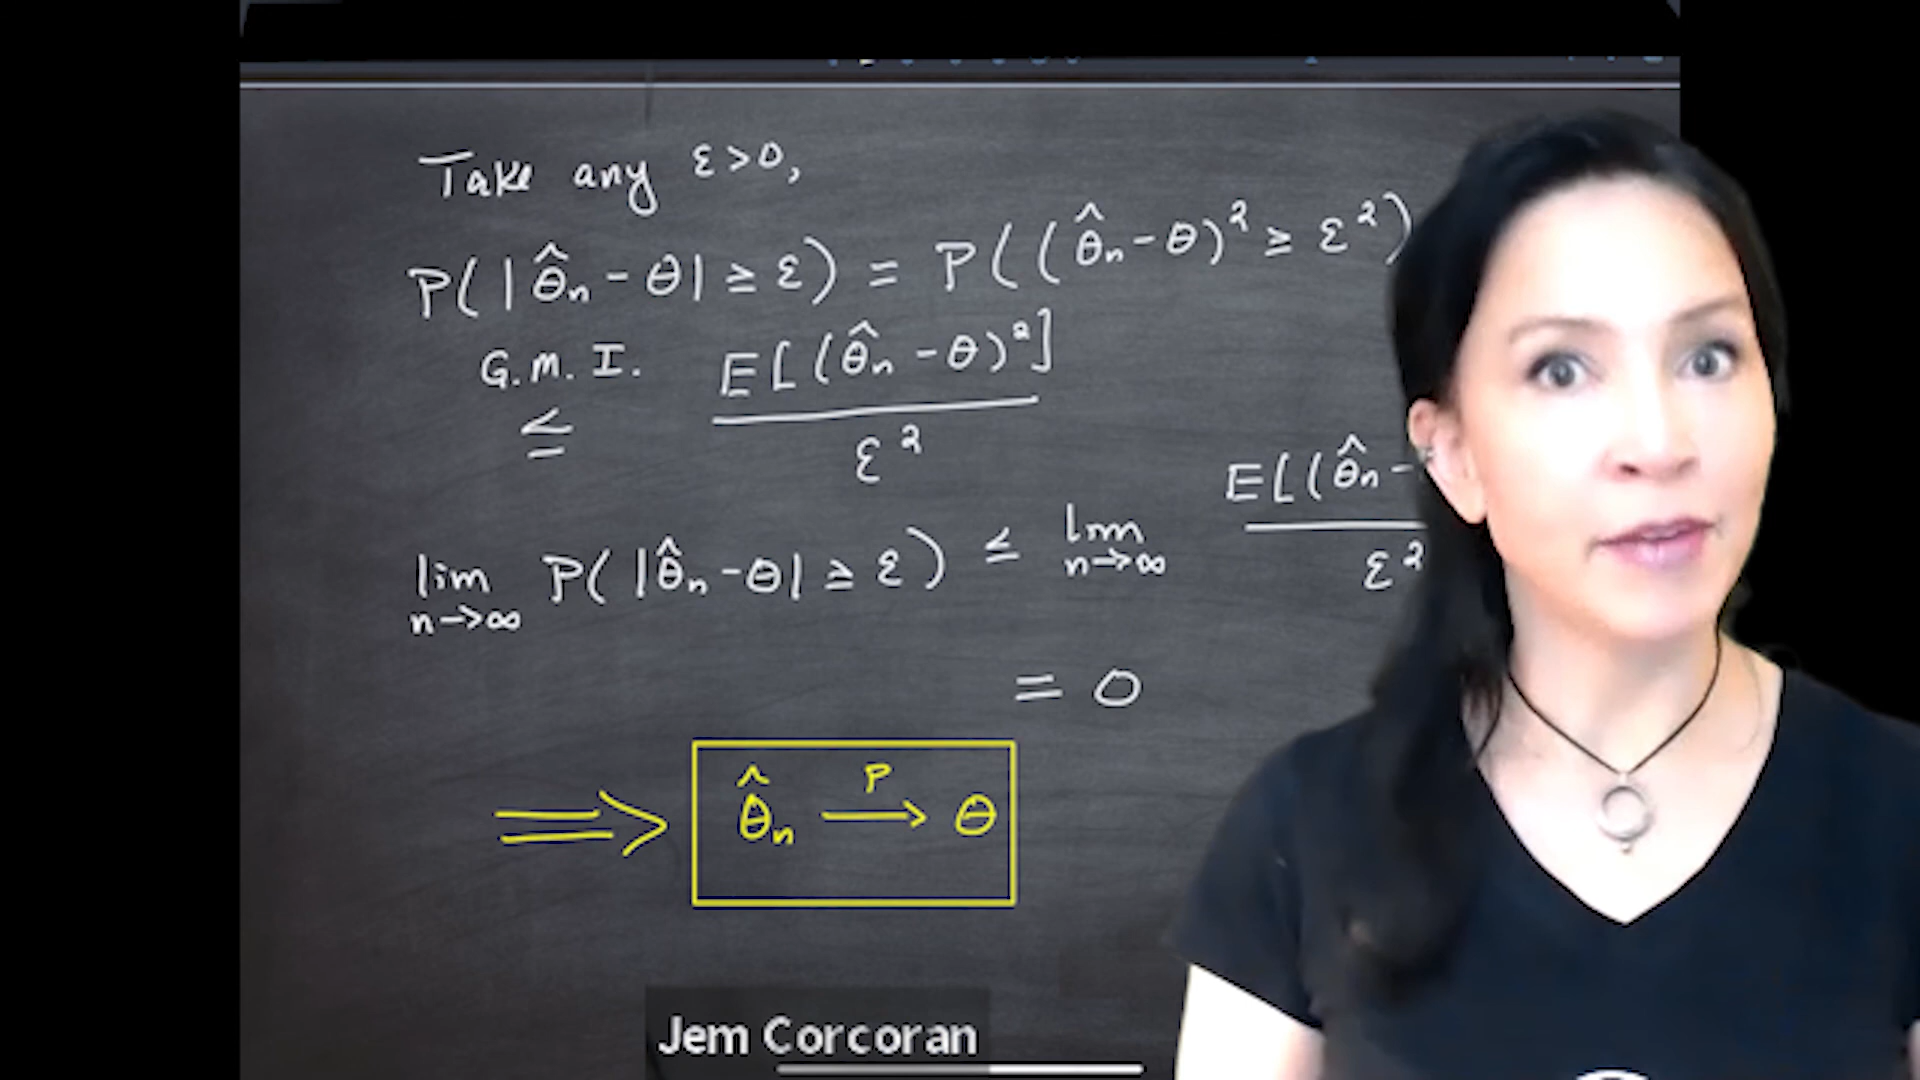 Take any ε>0,
P(|θ̂ₙ-θ| ≥ ε) = P((θ̂ₙ-θ)² ≥ ε²)
G.M.I.
≤ E[(θ̂ₙ-θ)²] / ε²
lim n→∞ P(|θ̂ₙ-θ| ≥ ε) ≤ lim n→∞ E[(θ̂ₙ- / ε²
= 0
⟹ θ̂ₙ →ᴾ θ
Jem Corcoran